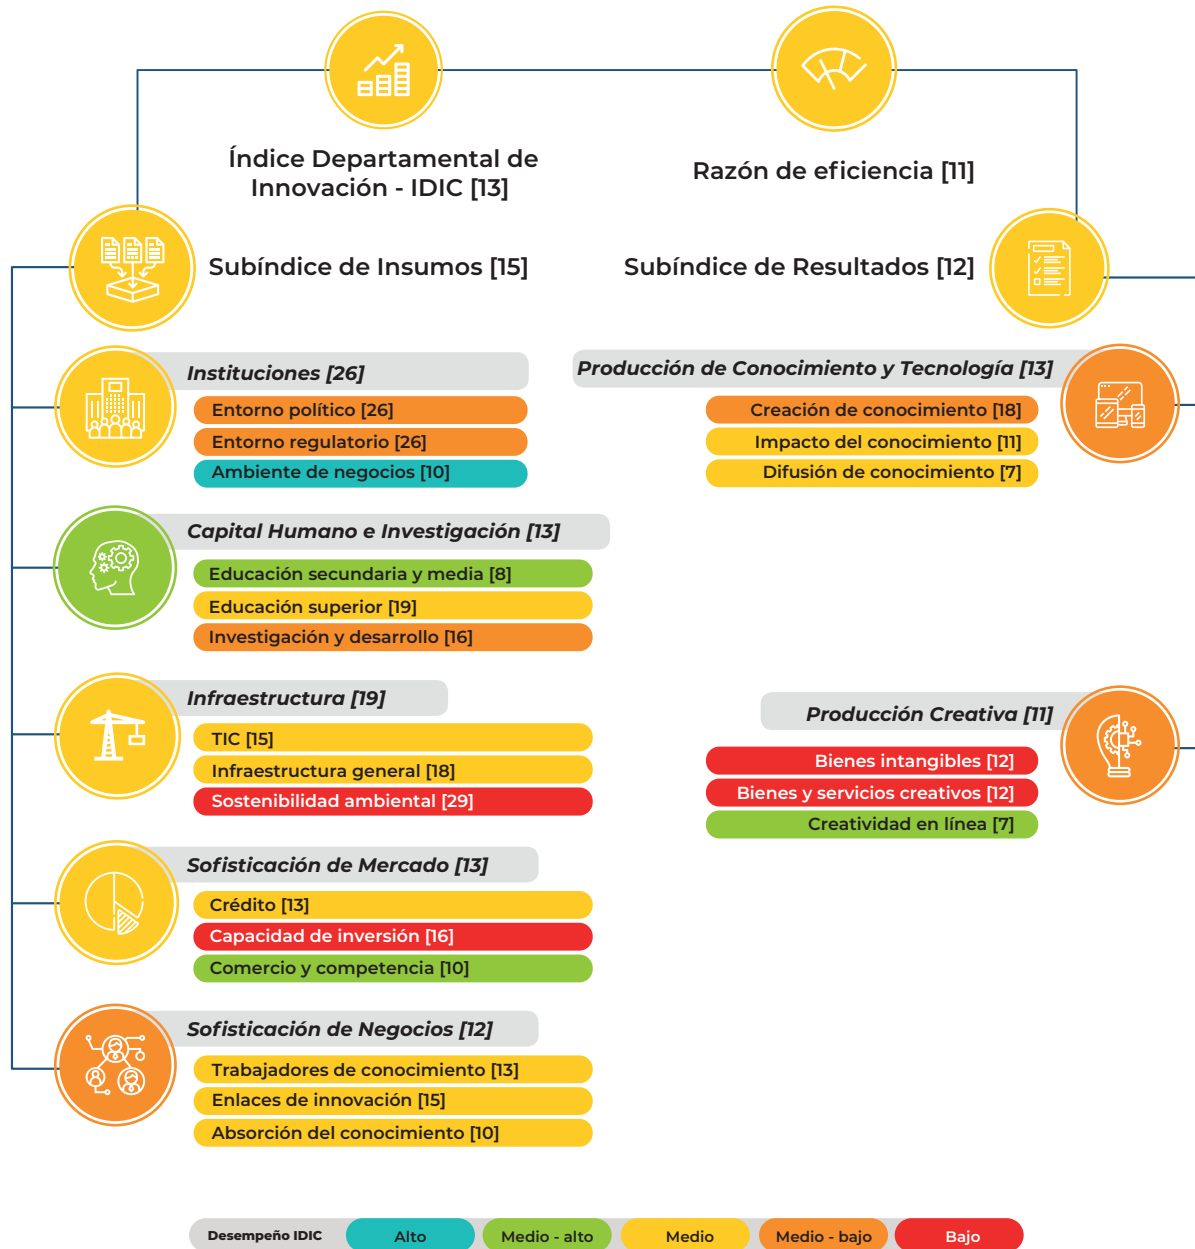 Índice Departamental de
Innovación - IDIC [13]
Razón de eficiencia [11]
Subíndice de Insumos [15]
Subíndice de Resultados [12]
Instituciones [26]
Entorno político [26]
Entorno regulatorio [26]
Ambiente de negocios [10]
Capital Humano e Investigación [13]
Educación secundaria y media [8]
Educación superior [19]
Investigación y desarrollo [16]
Infraestructura [19]
TIC [15]
Infraestructura general [18]
Sostenibilidad ambiental [29]
Sofisticación de Mercado [13]
Crédito [13]
Capacidad de inversión [16]
Comercio y competencia [10]
Sofisticación de Negocios [12]
Trabajadores de conocimiento [13]
Enlaces de innovación [15]
Absorción del conocimiento [10]
Producción de Conocimiento y Tecnología [13]
Creación de conocimiento [18]
Impacto del conocimiento [11]
Difusión de conocimiento [7]
Producción Creativa [11]
Bienes intangibles [12]
Bienes y servicios creativos [12]
Creatividad en línea [7]
Desempeño IDIC
Alto
Medio - alto
Medio
Medio - bajo
Bajo